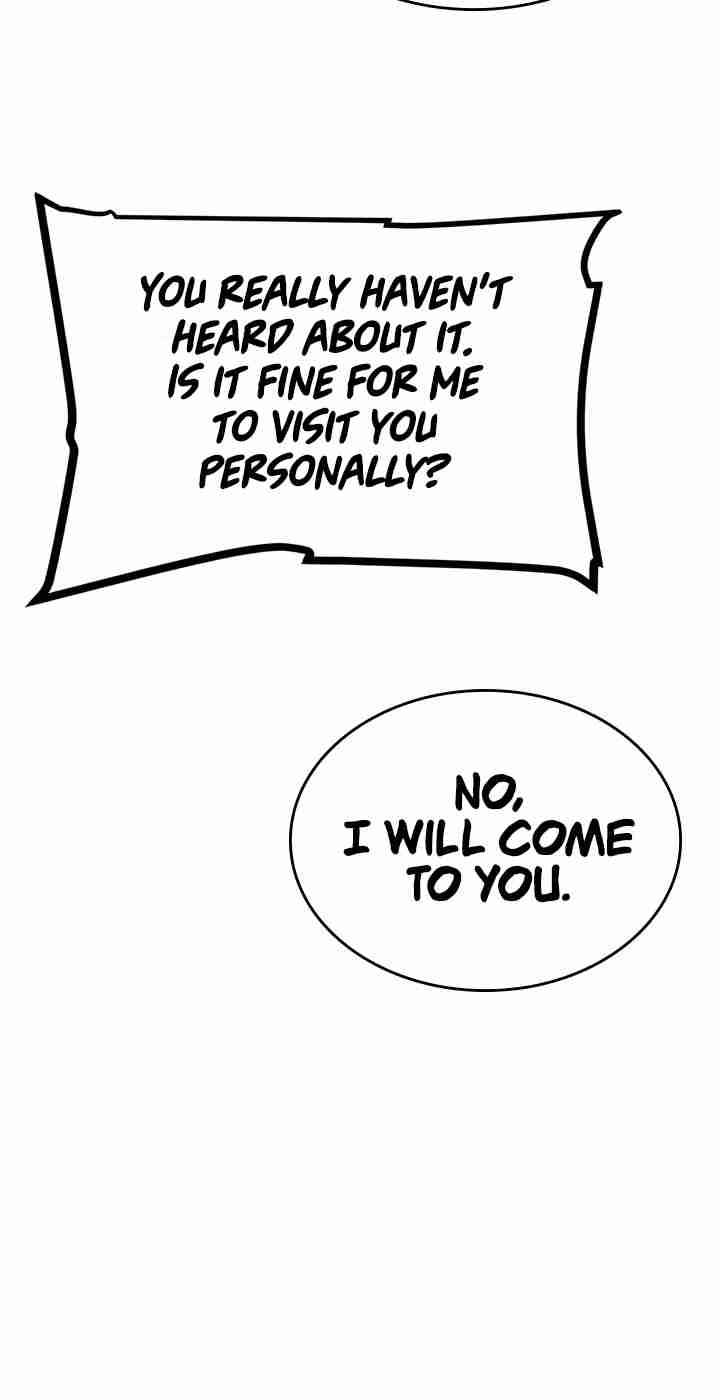 YOU REALLY HAVEN'T
HEARD ABOUT IT.
IS IT FINE FOR ME
TO VISIT YOU
PERSONALLY?
NO,
I WILL COME
TO YOU.